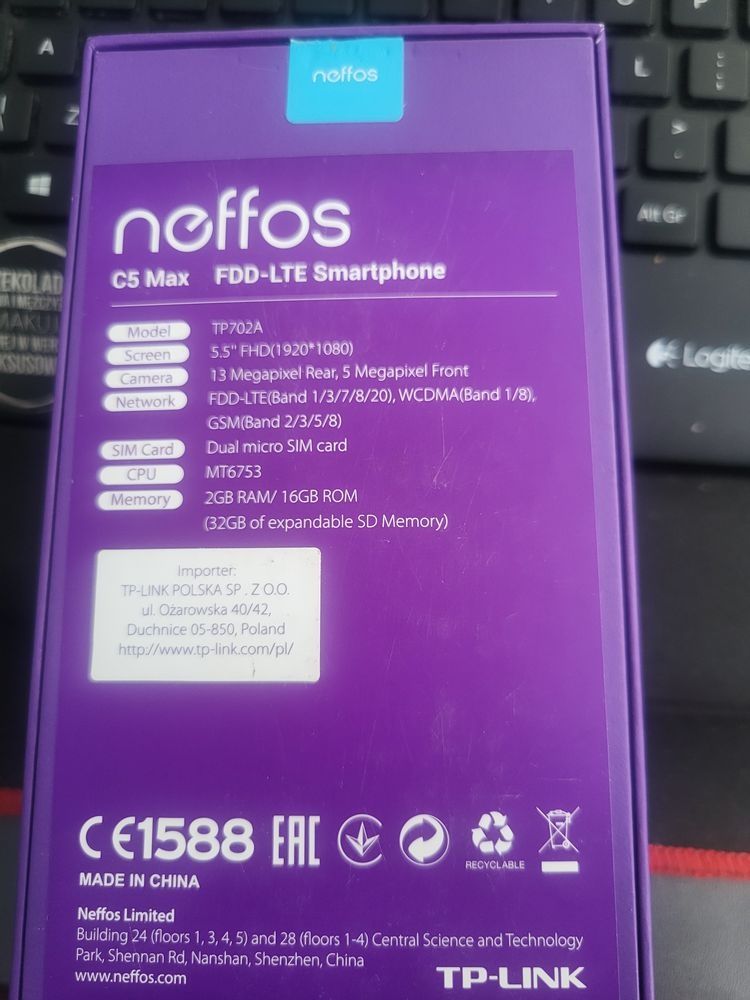 neffos
neffos
C5 Max FDD-LTE Smartphone
Model TP702A
Screen 5.5" FHD(1920*1080)
Camera 13 Megapixel Rear, 5 Megapixel Front
Network FDD-LTE(Band 1/3/7/8/20), WCDMA(Band 1/8),
GSM(Band 2/3/5/8)
SIM Card Dual micro SIM card
CPU MT6753
Memory 2GB RAM/ 16GB ROM
(32GB of expandable SD Memory)
Importer:
TP-LINK POLSKA SP . Z O.O.
ul. Ożarowska 40/42,
Duchnice 05-850, Poland
http://www.tp-link.com/pl/
CE1588 EAC
RECYCLABLE
MADE IN CHINA
Neffos Limited
Building 24 (floors 1, 3, 4, 5) and 28 (floors 1-4) Central Science and Technology
Park, Shennan Rd, Nanshan, Shenzhen, China
www.neffos.com
TP-LINK
A
Z
L
Alt Gr